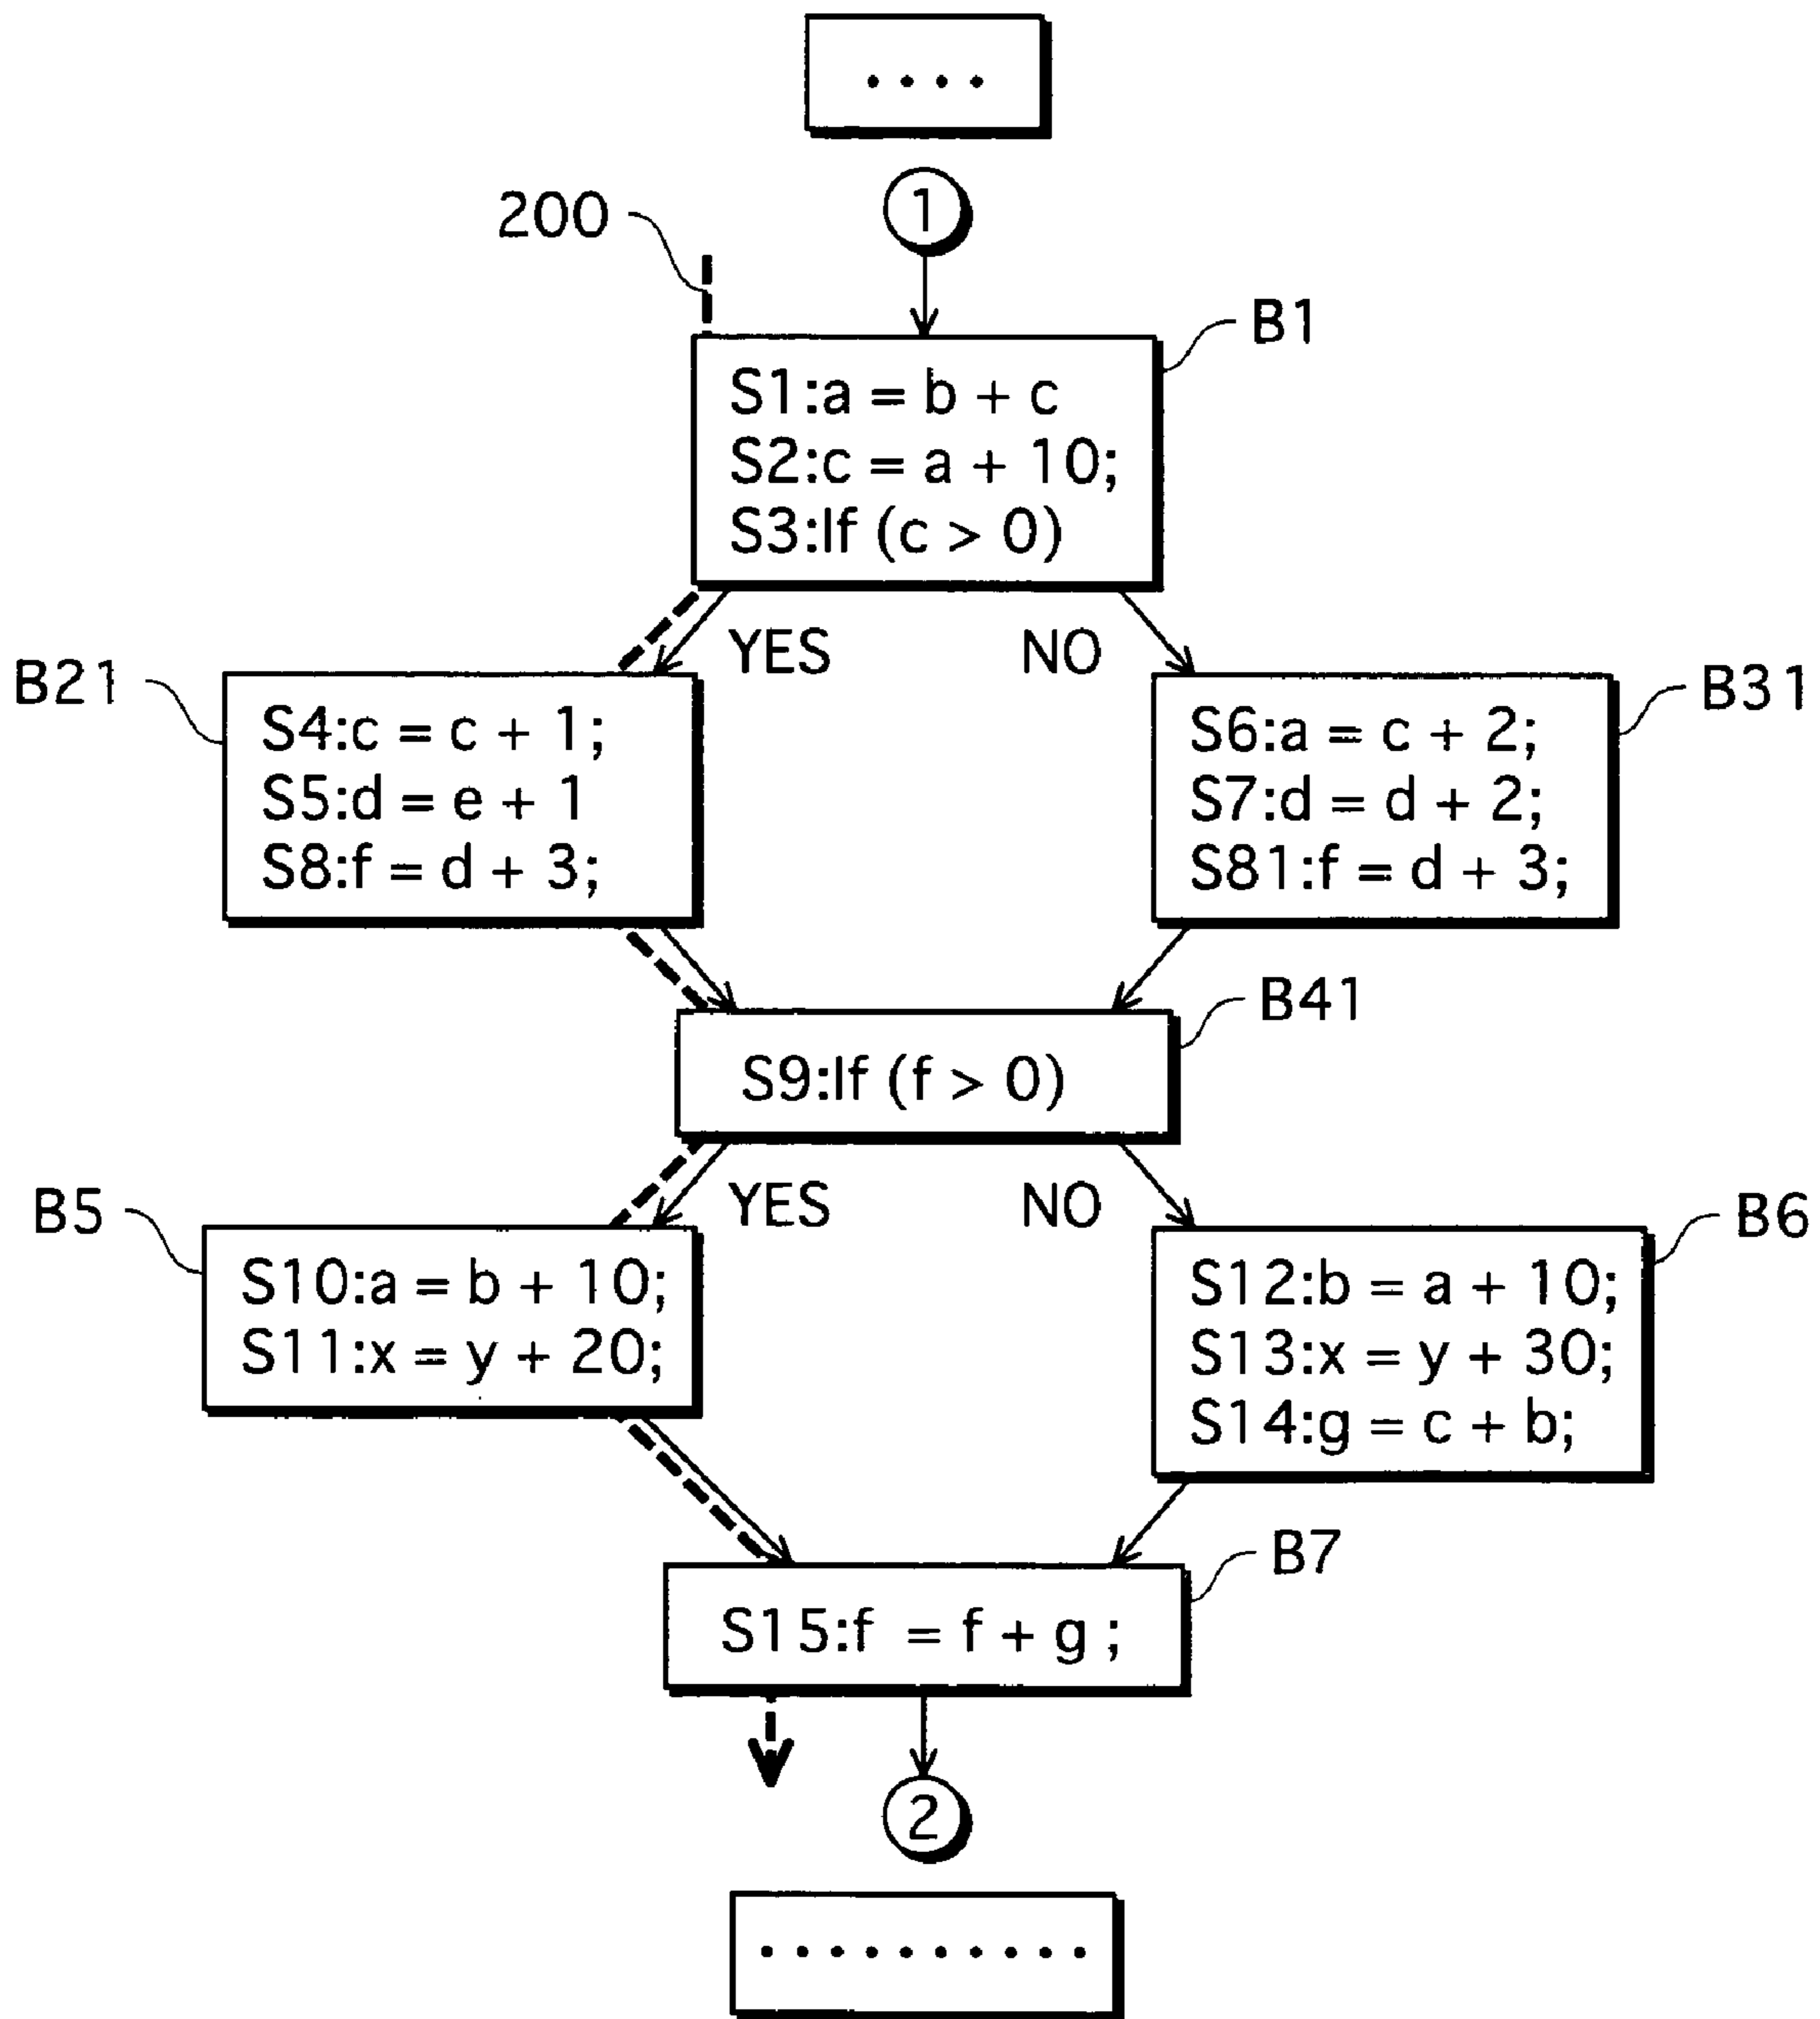 ....
1
200
B1
S1:a = b + c
S2:c = a + 10;
S3:If (c > 0)
YES
NO
B21
S4:c = c + 1;
S5:d = e + 1
S8:f = d + 3;
B31
S6:a = c + 2;
S7:d = d + 2;
S81:f = d + 3;
B41
S9:If (f > 0)
YES
NO
B5
S10:a = b + 10;
S11:x = y + 20;
B6
S12:b = a + 10;
S13:x = y + 30;
S14:g = c + b;
B7
S15:f = f + g ;
2
..........